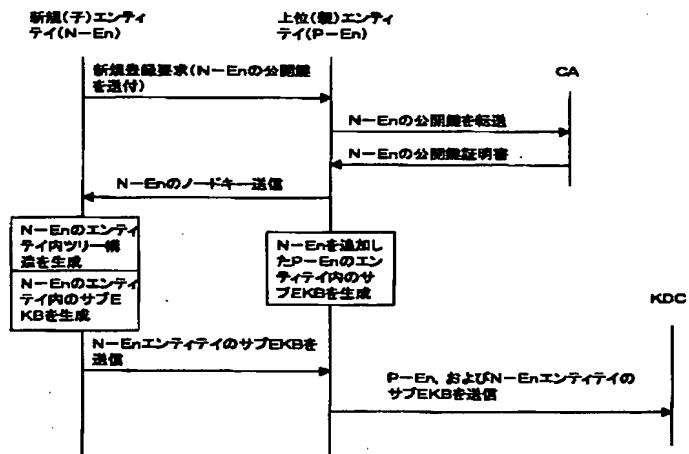 新規(子)エンティ
テイ(N−En)
上位(親)エンティ
テイ(P−En)
新規登録要求(N−Enの公開鍵
を送付)
CA
N−Enの公開鍵を転送
N−Enの公開鍵証明書
N−Enのノードキー送信
N−Enのエンティ
テイ内ツリー構
造を生成
N−Enのエンティ
テイ内のサブE
KBを生成
N−Enを追加し
たP−Enのエン
ティテイ内のサ
ブEKBを生成
KDC
N−EnエンティテイのサブEKBを
送信
P−En、およびN−Enエンティテイの
サブEKBを送信